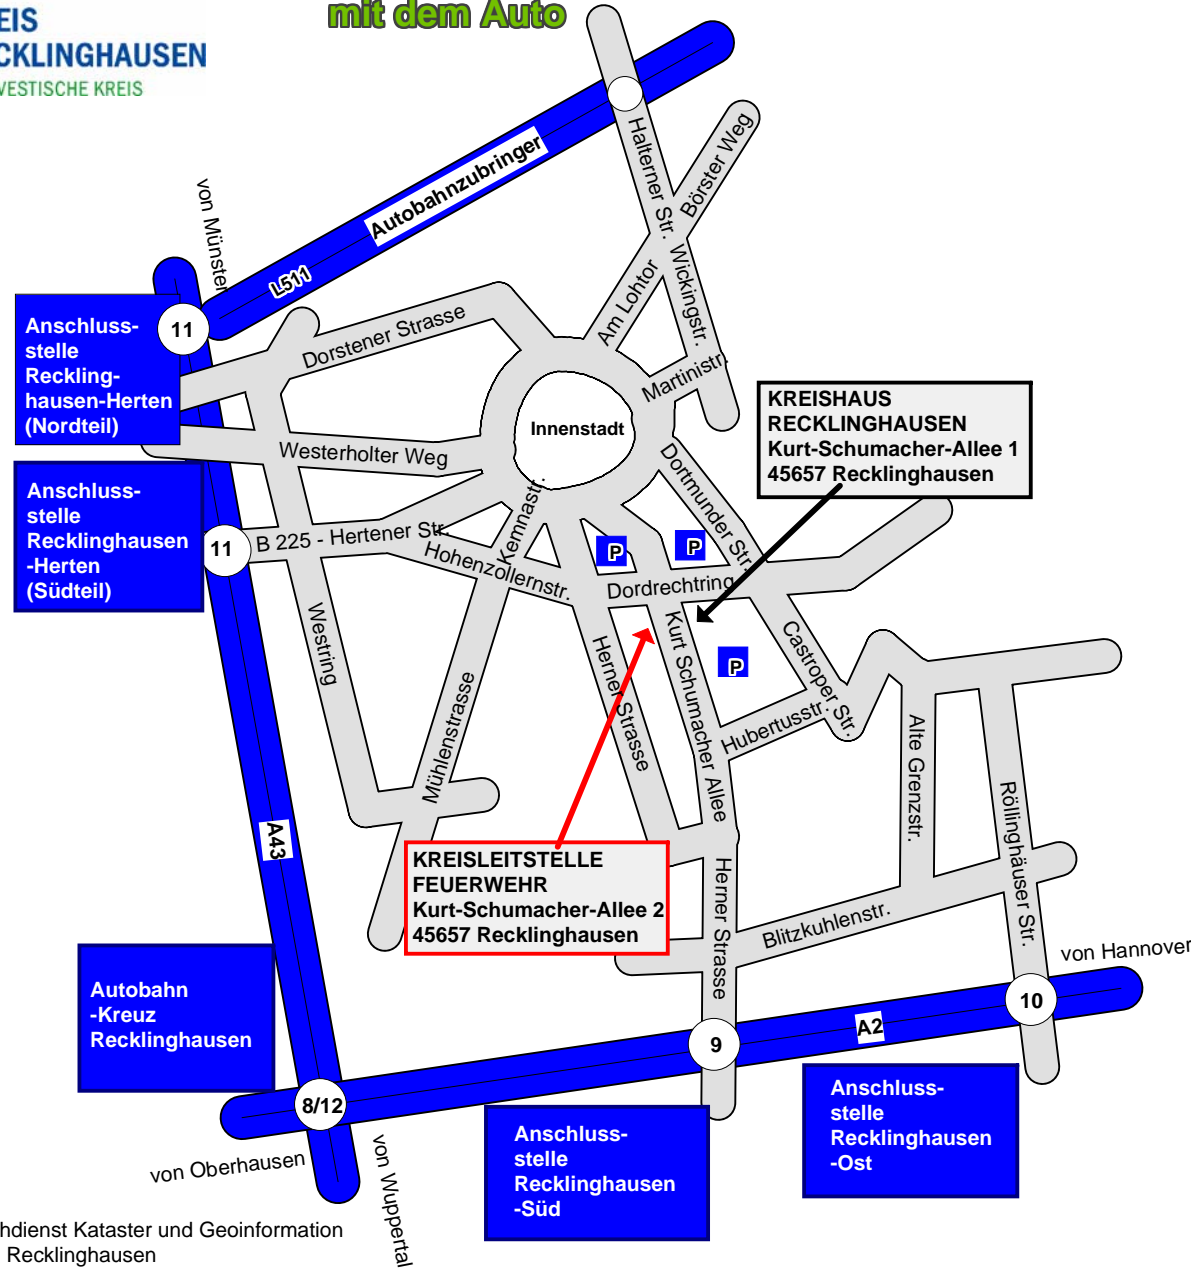 mit dem Auto
EIS
CKLINGHAUSEN
VESTISCHE KREIS
von Münster
Autobahnzubringer
L511
Halterner Str.
Börster Weg
Wickingstr.
Am Lohtor
Martinistr.
Dorstener Strasse
11
Anschluss-
stelle
Reckling-
hausen-Herten
(Nordteil)
Innenstadt
Westerholter Weg
KREISHAUS
RECKLINGHAUSEN
Kurt-Schumacher-Allee 1
45657 Recklinghausen
Anschluss-
stelle
Recklinghausen
-Herten
(Südteil)
11
B 225 - Hertener Str.
Kemnastr.
Dortmunder Str.
P
P
Hohenzollernstr.
Dordrechtring
Westring
Herner Strasse
Kurt Schumacher Allee
P
Castroper Str.
Hubertusstr.
Mühlenstrasse
Alte Grenzstr.
Röllinghäuser Str.
A43
KREISLEITSTELLE
FEUERWEHR
Kurt-Schumacher-Allee 2
45657 Recklinghausen
Herner Strasse
Blitzkuhlenstr.
von Hannover
Autobahn
-Kreuz
Recklinghausen
10
A2
9
8/12
Anschluss-
stelle
Recklinghausen
-Ost
Anschluss-
stelle
Recklinghausen
-Süd
von Oberhausen
von Wuppertal
hdienst Kataster und Geoinformation
Recklinghausen